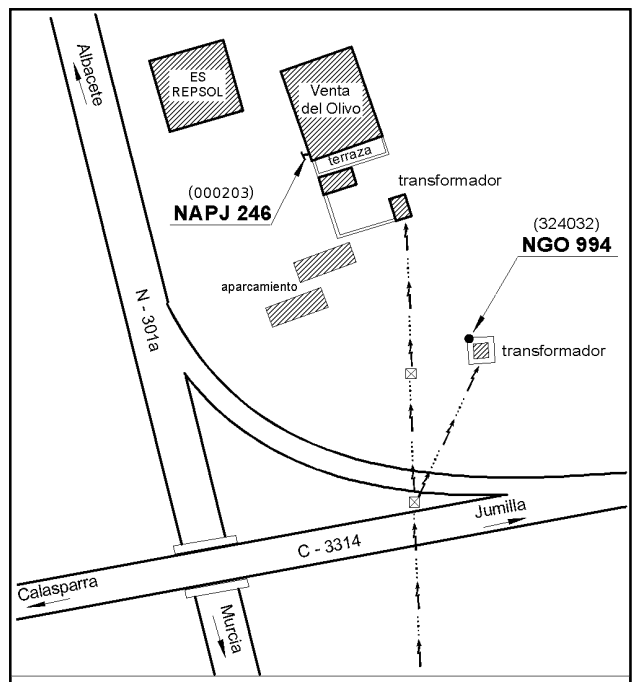 Albacete
ES
REPSOL
Venta
del Olivo
terraza
(000203)
NAPJ 246
transformador
(324032)
NGO 994
aparcamiento
N - 301a
transformador
Jumilla
C - 3314
Calasparra
Murcia